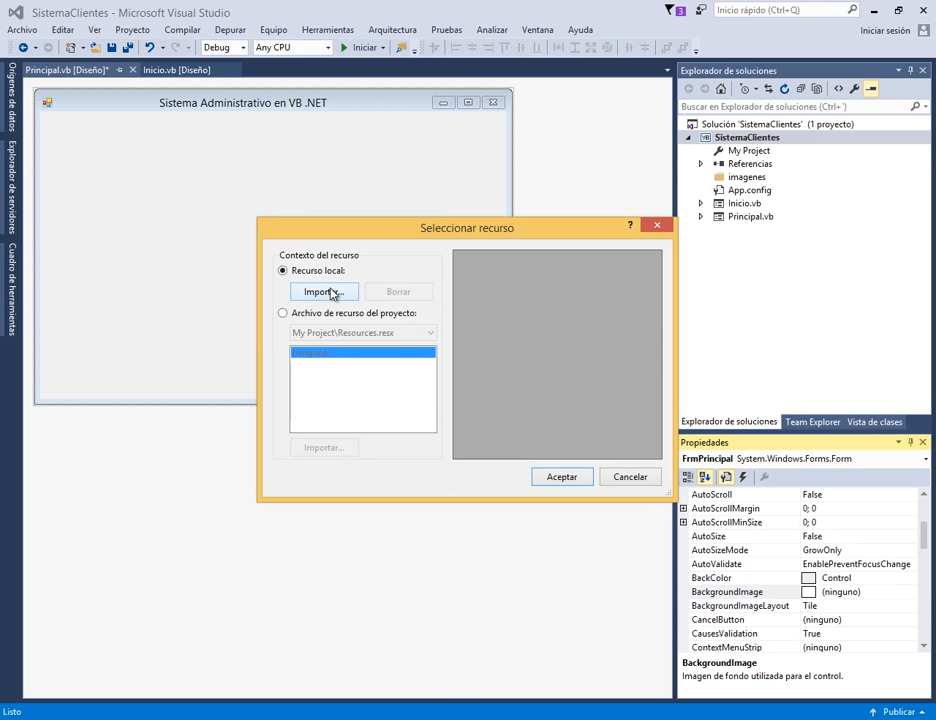 SistemaClientes - Microsoft Visual Studio
3
Inicio rápido (Ctrl+Q)
Archivo Editar Ver Proyecto Compilar Depurar Equipo Herramientas Arquitectura Pruebas Analizar Ventana Ayuda
Iniciar sesión
Debug Any CPU Iniciar
Orígenes de datos
Explorador de servidores
Cuadro de herramientas
Principal.vb [Diseño]* Inicio.vb [Diseño]
Sistema Administrativo en VB .NET
Seleccionar recurso
?
Contexto del recurso
Recurso local:
Borrar
Archivo de recurso del proyecto:
My Project\Resources.resx
(ninguno)
Importar...
Aceptar Cancelar
Explorador de soluciones
Buscar en Explorador de soluciones (Ctrl+´)
Solución 'SistemaClientes' (1 proyecto)
VB SistemaClientes
My Project
Referencias
imagenes
App.config
Inicio.vb
Principal.vb
Explorador de soluciones Team Explorer Vista de clases
Propiedades
FrmPrincipal System.Windows.Forms.Form
AutoScroll False
AutoScrollMargin 0; 0
AutoScrollMinSize 0; 0
AutoSize False
AutoSizeMode GrowOnly
AutoValidate EnablePreventFocusChange
BackColor Control
BackgroundImage (ninguno)
BackgroundImageLayout Tile
CancelButton (ninguno)
CausesValidation True
ContextMenuStrip (ninguno)
BackgroundImage
Imagen de fondo utilizada para el control.
Listo
Publicar